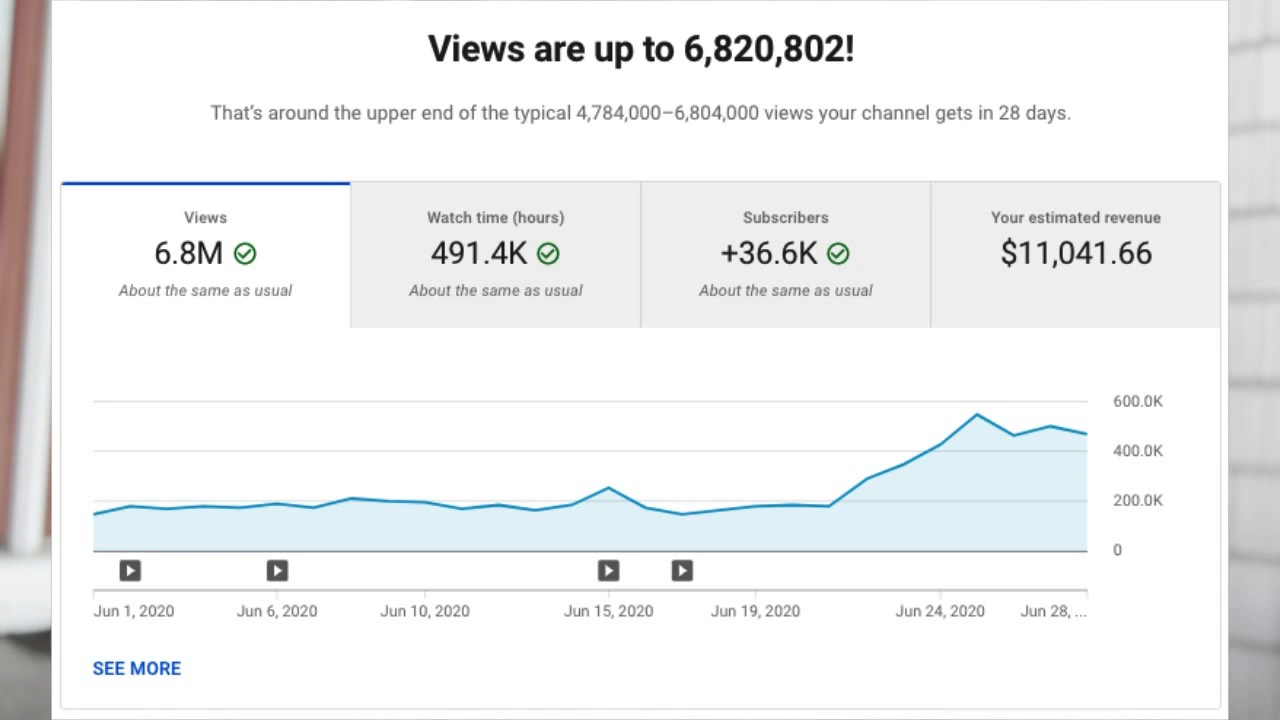 Views are up to 6,820,802!
That's around the upper end of the typical 4,784,000–6,804,000 views your channel gets in 28 days.
Views
6.8M
About the same as usual
Watch time (hours)
491.4K
About the same as usual
Subscribers
+36.6K
About the same as usual
Your estimated revenue
$11,041.66
600.0K
400.0K
200.0K
0
Jun 1, 2020 Jun 6, 2020 Jun 10, 2020 Jun 15, 2020 Jun 19, 2020 Jun 24, 2020 Jun 28, ...
SEE MORE